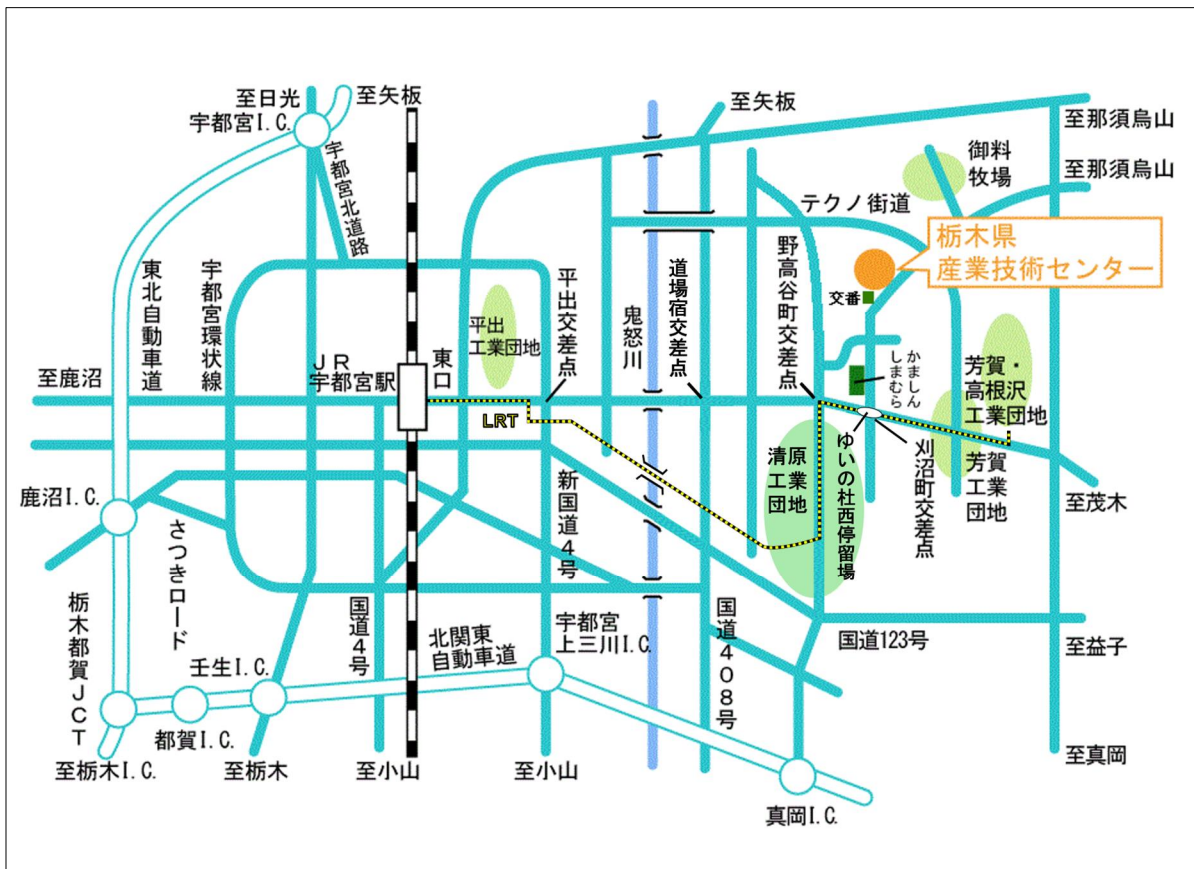 至日光
宇都宮I.C.
至矢板
至矢板
至那須烏山
至那須烏山
御料
牧場
宇都宮北道路
テクノ街道
栃木県
産業技術センター
交番
東北自動車道
宇都宮環状線
平出
工業団地
平出交差点
鬼怒川
道場宿交差点
野高谷町交差点
かましん
しまむら
芳賀・
高根沢
工業団地
JR
宇都宮駅
東口
至鹿沼
LRT
清原
工業
団地
ゆいの杜西停留場
刈沼町交差点
芳賀
工業
団地
至茂木
鹿沼I.C.
さつきロード
新国道4号
栃木都賀JCT
国道4号
北関東
自動車道
宇都宮
上三川I.C.
国道408号
国道123号
至益子
壬生I.C.
都賀I.C.
至栃木I.C.
至栃木
至小山
至小山
真岡I.C.
至真岡